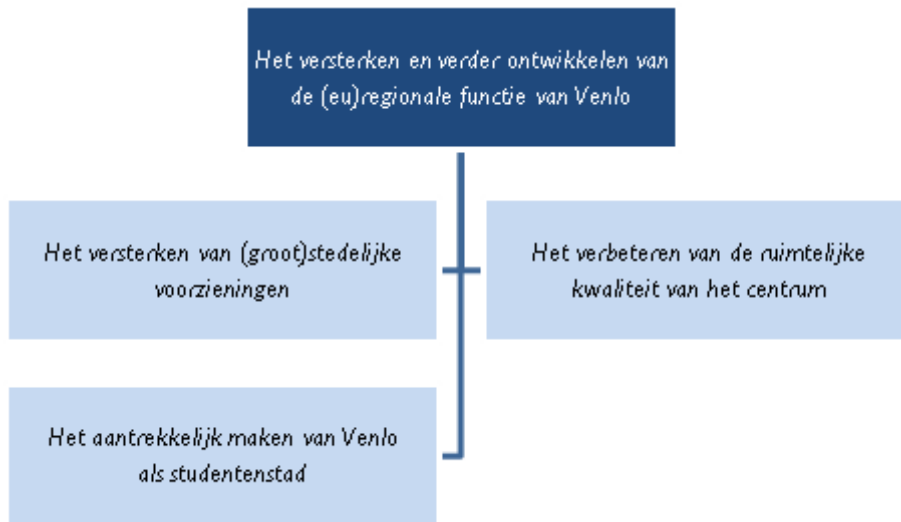 Het versterken en verder ontwikkelen van
de (eu)regionale functie van Venlo
Het versterken van (groot)stedelijke
voorzieningen
Het verbeteren van de ruimtelijke
kwaliteit van het centrum
Het aantrekkelijk maken van Venlo
als studentenstad